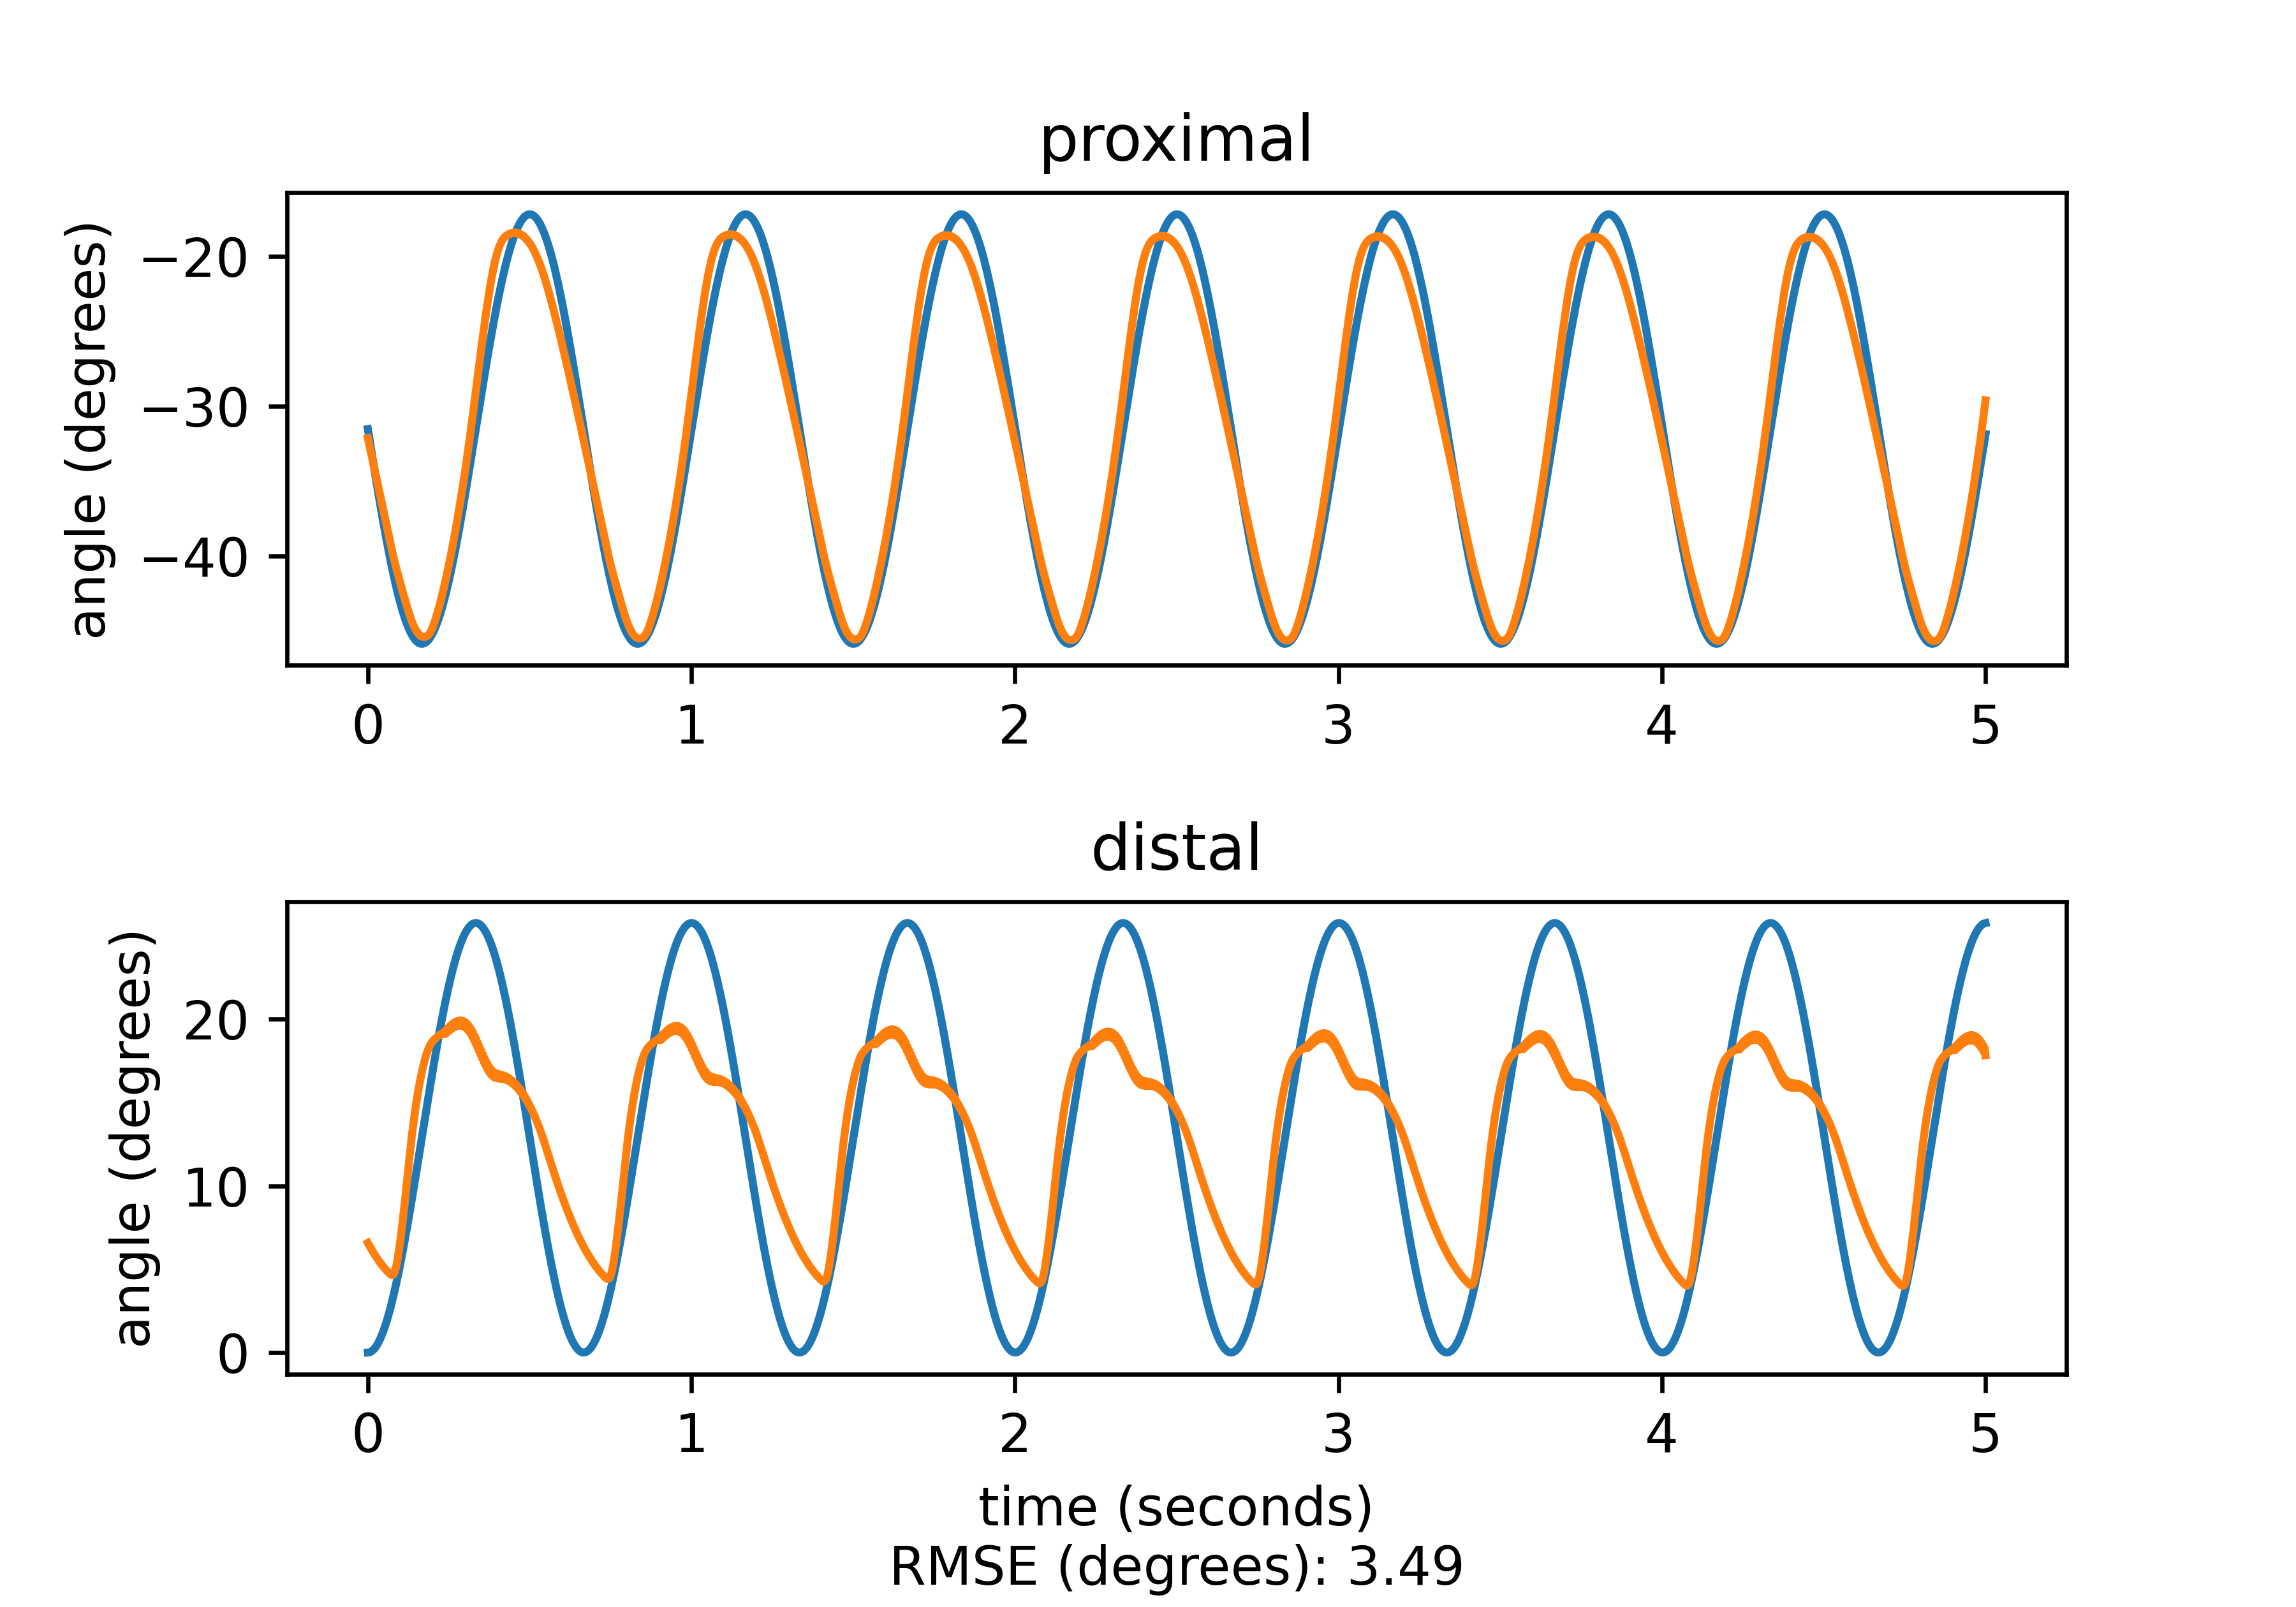 proximal
angle (degrees)
−20
−30
−40
0 1 2 3 4 5
distal
angle (degrees)
20
10
0
0 1 2 3 4 5
time (seconds)
RMSE (degrees): 3.49